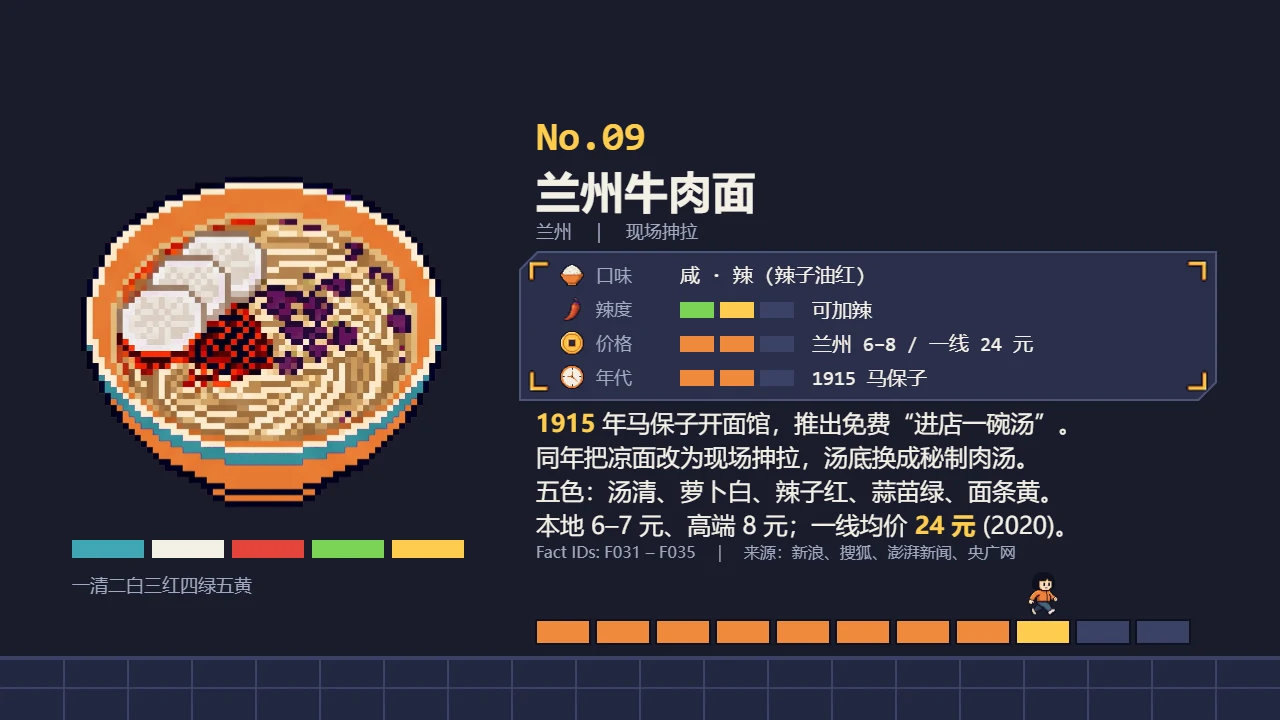 No.09
兰州牛肉面
兰州 | 现场抻拉
口味 咸 · 辣（辣子油红）
辣度 可加辣
价格 兰州 6–8 / 一线 24 元
年代 1915 马保子
1915 年马保子开面馆，推出免费“进店一碗汤”。
同年把凉面改为现场抻拉，汤底换成秘制肉汤。
五色：汤清、萝卜白、辣子红、蒜苗绿、面条黄。
本地 6–7 元、高端 8 元；一线均价 24 元 (2020)。
Fact IDs: F031 – F035 | 来源：新浪、搜狐、澎湃新闻、央广网
一清二白三红四绿五黄